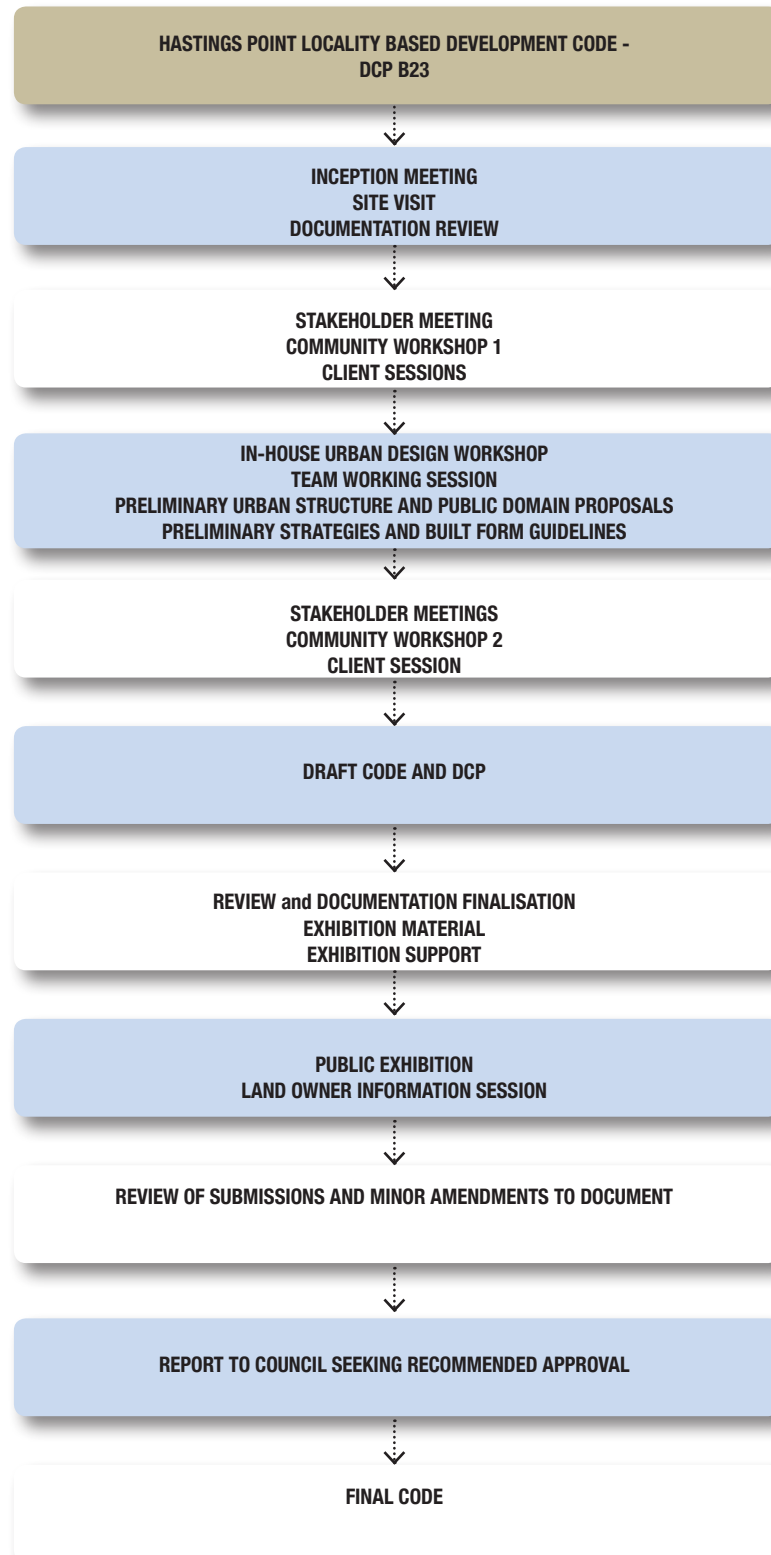 HASTINGS POINT LOCALITY BASED DEVELOPMENT CODE -
DCP B23
INCEPTION MEETING
SITE VISIT
DOCUMENTATION REVIEW
STAKEHOLDER MEETING
COMMUNITY WORKSHOP 1
CLIENT SESSIONS
IN-HOUSE URBAN DESIGN WORKSHOP
TEAM WORKING SESSION
PRELIMINARY URBAN STRUCTURE AND PUBLIC DOMAIN PROPOSALS
PRELIMINARY STRATEGIES AND BUILT FORM GUIDELINES
STAKEHOLDER MEETINGS
COMMUNITY WORKSHOP 2
CLIENT SESSION
DRAFT CODE AND DCP
REVIEW and DOCUMENTATION FINALISATION
EXHIBITION MATERIAL
EXHIBITION SUPPORT
PUBLIC EXHIBITION
LAND OWNER INFORMATION SESSION
REVIEW OF SUBMISSIONS AND MINOR AMENDMENTS TO DOCUMENT
REPORT TO COUNCIL SEEKING RECOMMENDED APPROVAL
FINAL CODE